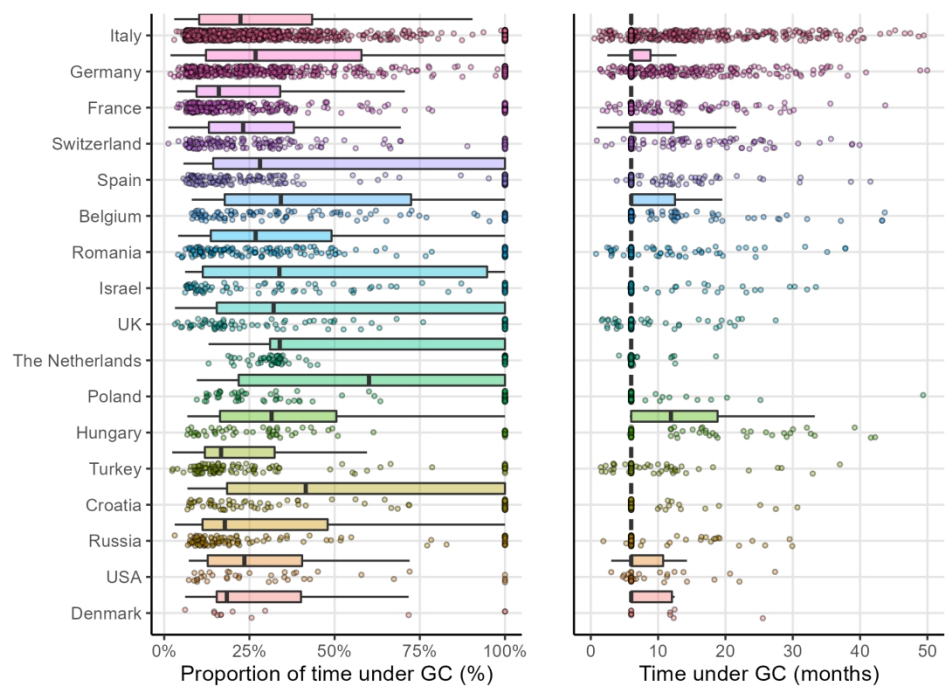 Italy
Germany
France
Switzerland
Spain
Belgium
Romania
Israel
UK
The Netherlands
Poland
Hungary
Turkey
Croatia
Russia
USA
Denmark
0% 25% 50% 75% 100% 0 10 20 30 40 50
Proportion of time under GC (%) Time under GC (months)